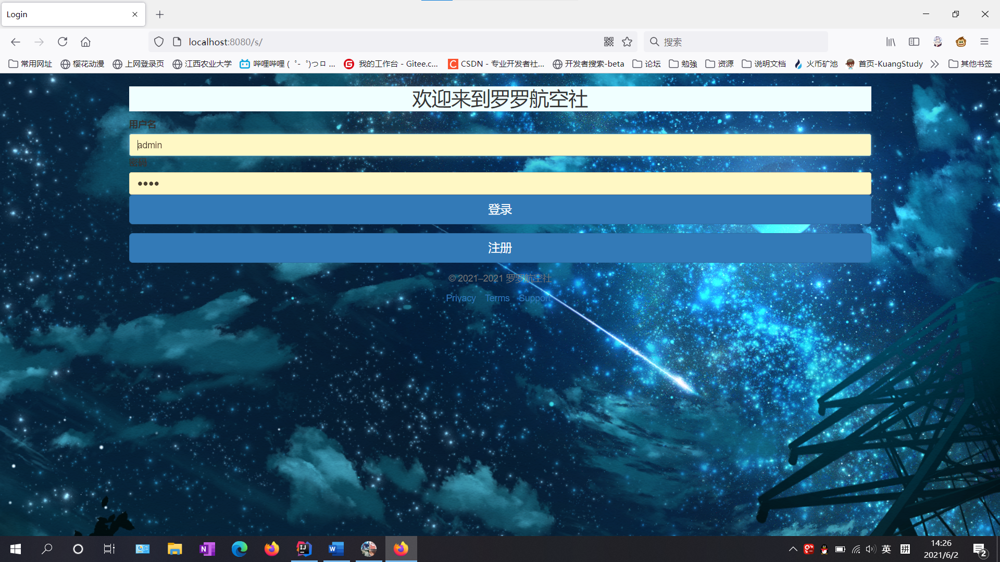 Login
localhost:8080/s/
搜索
常用网址
樱花动漫
上网登录页
江西农业大学
哔哩哔哩 ( ゜- ゜)つロ ...
我的工作台 - Gitee.c...
CSDN - 专业开发者社...
开发者搜索-beta
论坛
勉強
资源
说明文档
火币矿池
首页-KuangStudy
其他书签
欢迎来到罗罗航空社
用户名
admin
密码
登录
注册
© 2021–2021 罗罗航空社
Privacy Terms Support
英
拼
14:26
2021/6/2
2